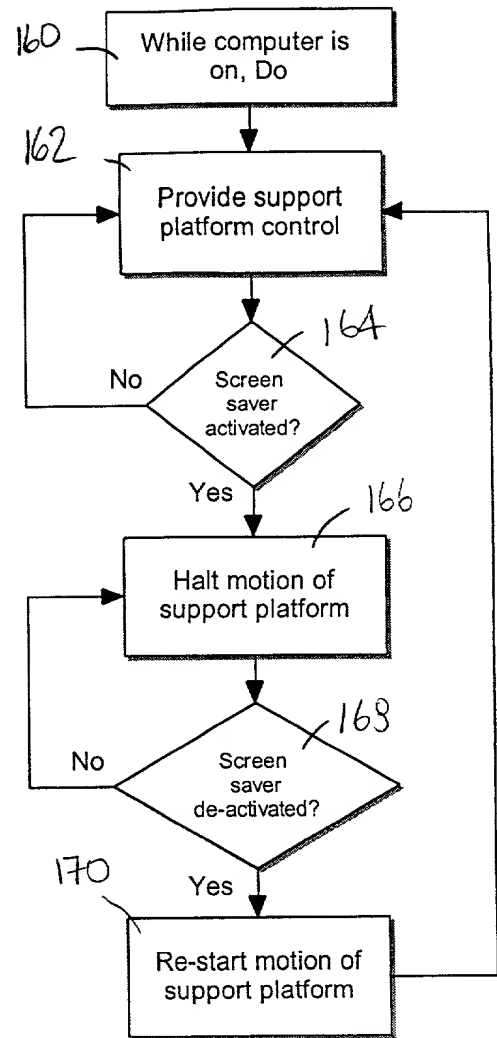 160
While computer is
on, Do
162
Provide support
platform control
164
No
Screen
saver
activated?
Yes
166
Halt motion of
support platform
168
No
Screen
saver
de-activated?
170
Yes
Re-start motion of
support platform